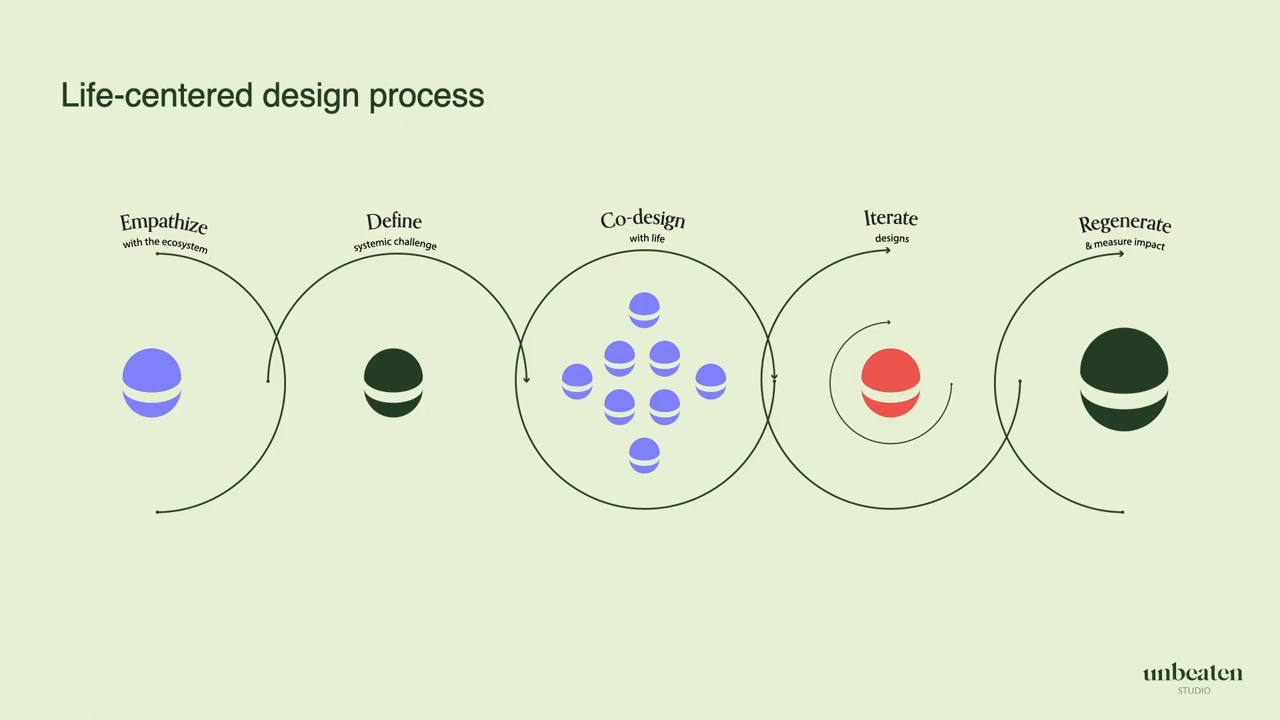 Life-centered design process
Empathize
with the ecosystem
Define
systemic challenge
Co-design
with life
Iterate
designs
Regenerate
& measure impact
unbeaten
STUDIO